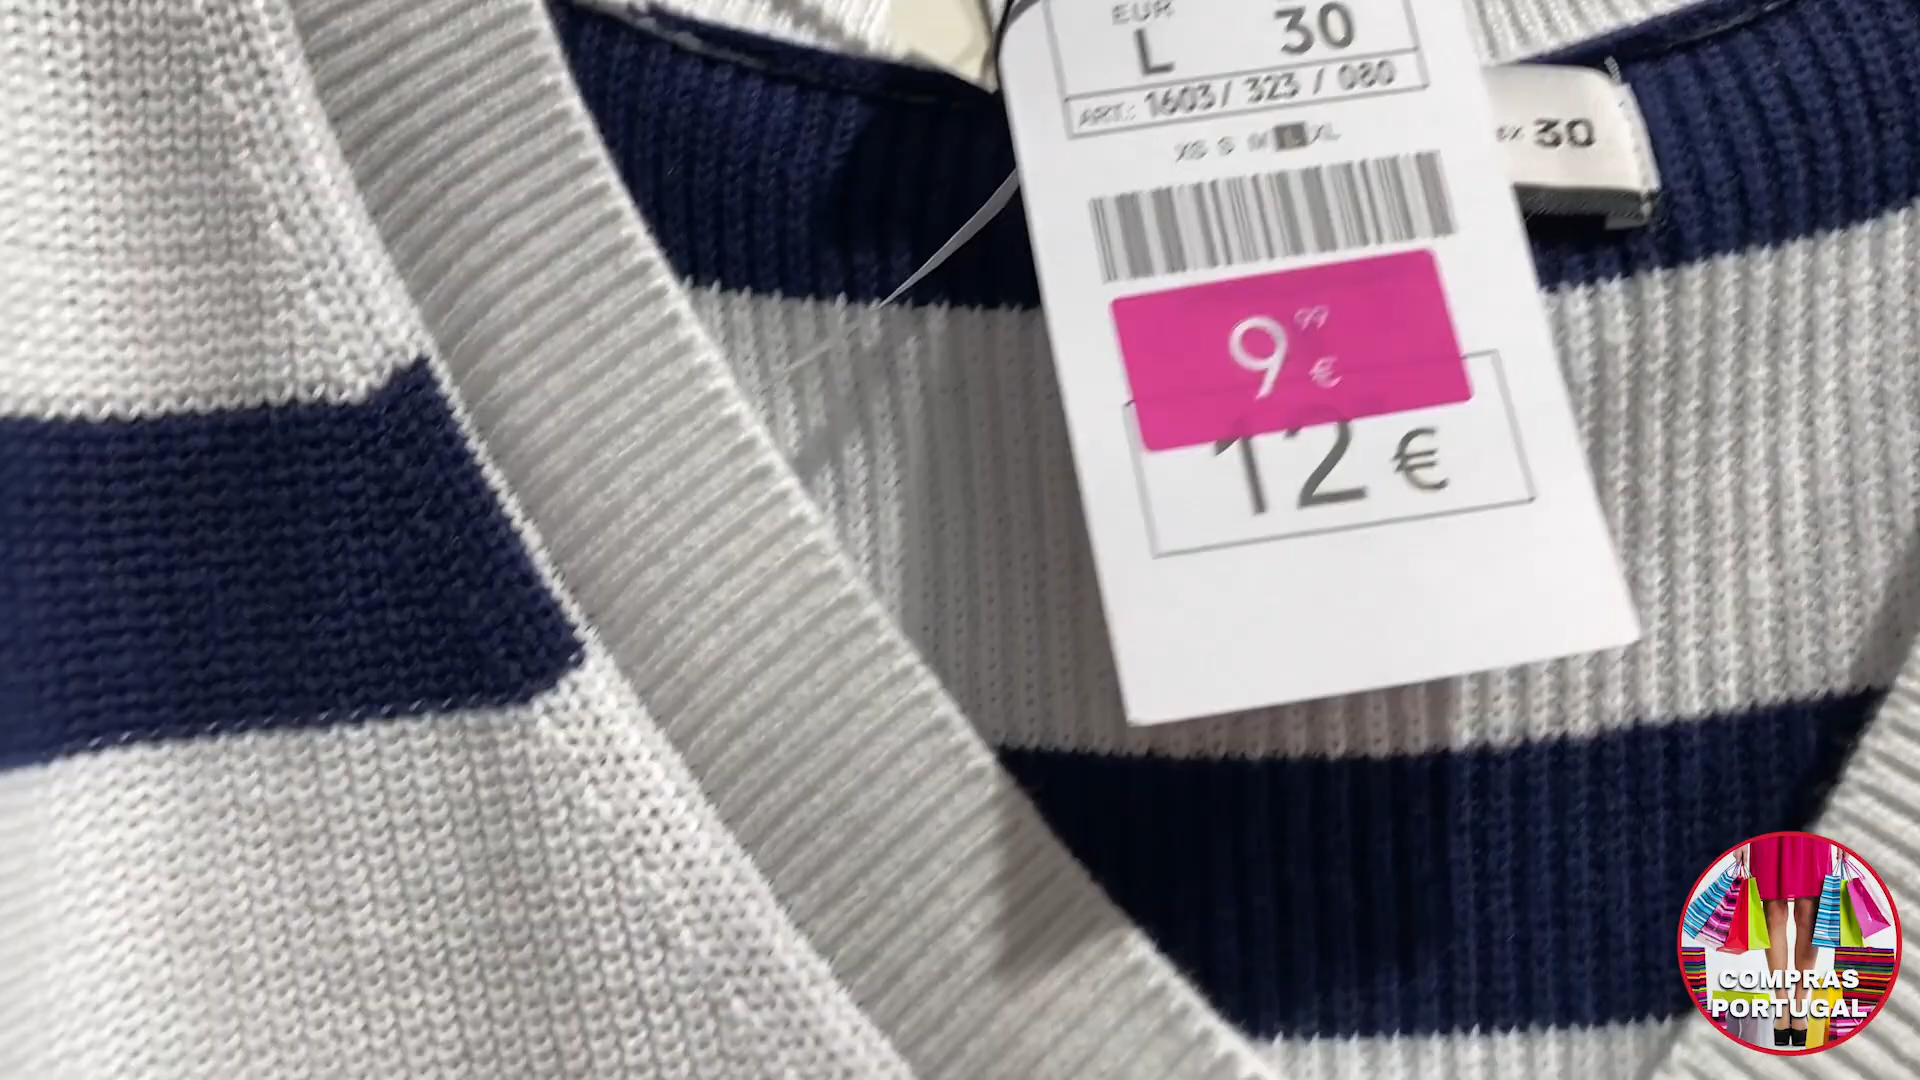 EUR
L 30
ART.: 1603/ 323 / 080
XS S M L XL
30
9 99 €
12 €
COMPRAS
PORTUGAL